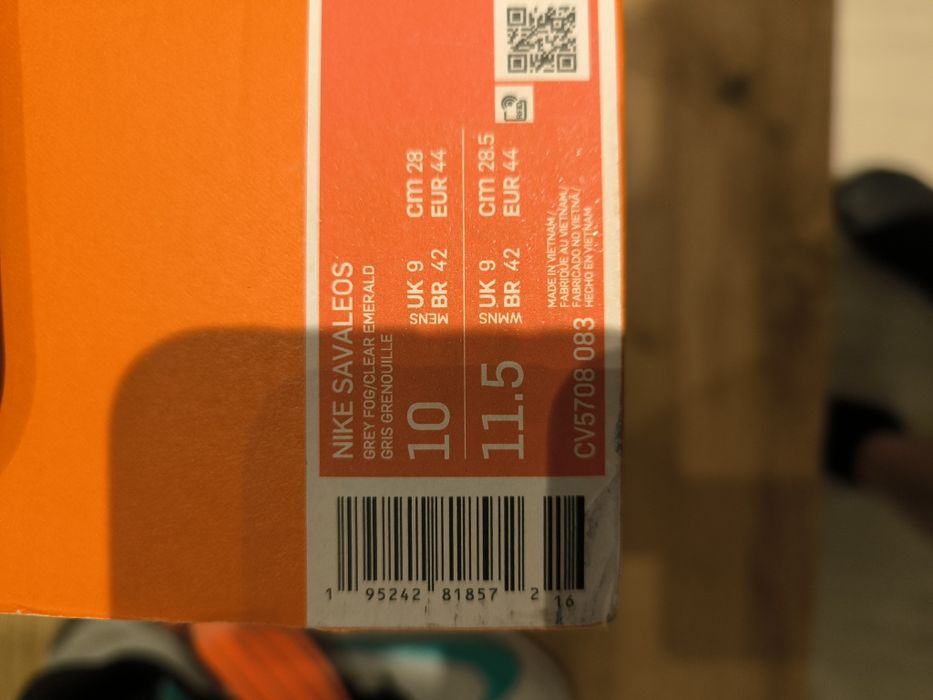 NIKE SAVALEOS
GREY FOG/CLEAR EMERALD
GRIS GRENOUILLE
10
MENS
UK 9 cm 28
BR 42 EUR 44
11.5
WMNS
UK 9 cm 28.5
BR 42 EUR 44
CV5708 083
MADE IN VIETNAM/
FABRIQUE AU VIETNAM/
FABRICADO NO VIETNÃ/
HECHO EN VIETNAM
RFID
1 95242 81857 2 16